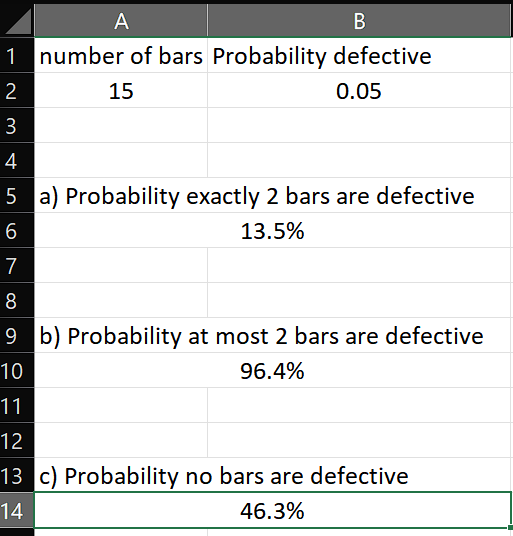 A B
1 number of bars Probability defective
2 15 0.05
3
4
5 a) Probability exactly 2 bars are defective
6 13.5%
7
8
9 b) Probability at most 2 bars are defective
10 96.4%
11
12
13 c) Probability no bars are defective
14 46.3%